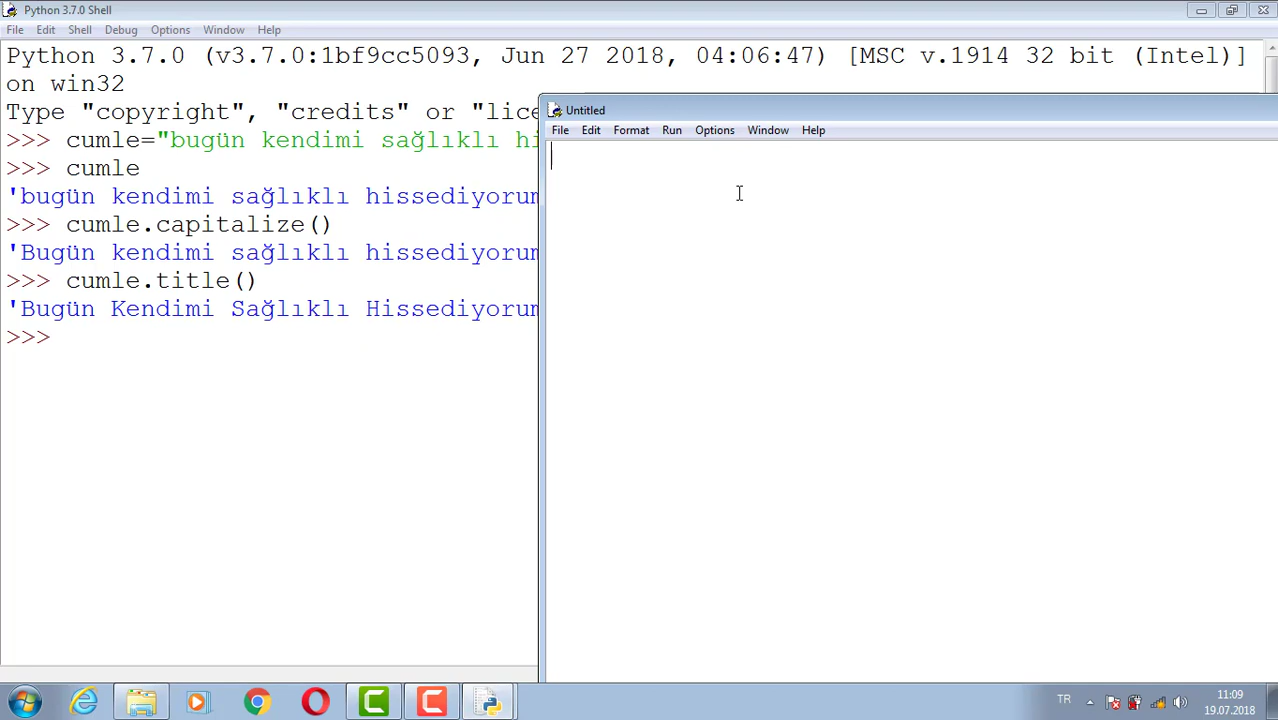 Python 3.7.0 Shell
File Edit Shell Debug Options Window Help
Python 3.7.0 (v3.7.0:1bf9cc5093, Jun 27 2018, 04:06:47) [MSC v.1914 32 bit (Intel)]
on win32
Type "copyright", "credits" or "lice
>>> cumle="bugün kendimi sağlıklı hi
>>> cumle
'bugün kendimi sağlıklı hissediyorum
>>> cumle.capitalize()
'Bugün kendimi sağlıklı hissediyorum
>>> cumle.title()
'Bugün Kendimi Sağlıklı Hissediyorum
>>>
Untitled
File Edit Format Run Options Window Help
TR
11:09
19.07.2018